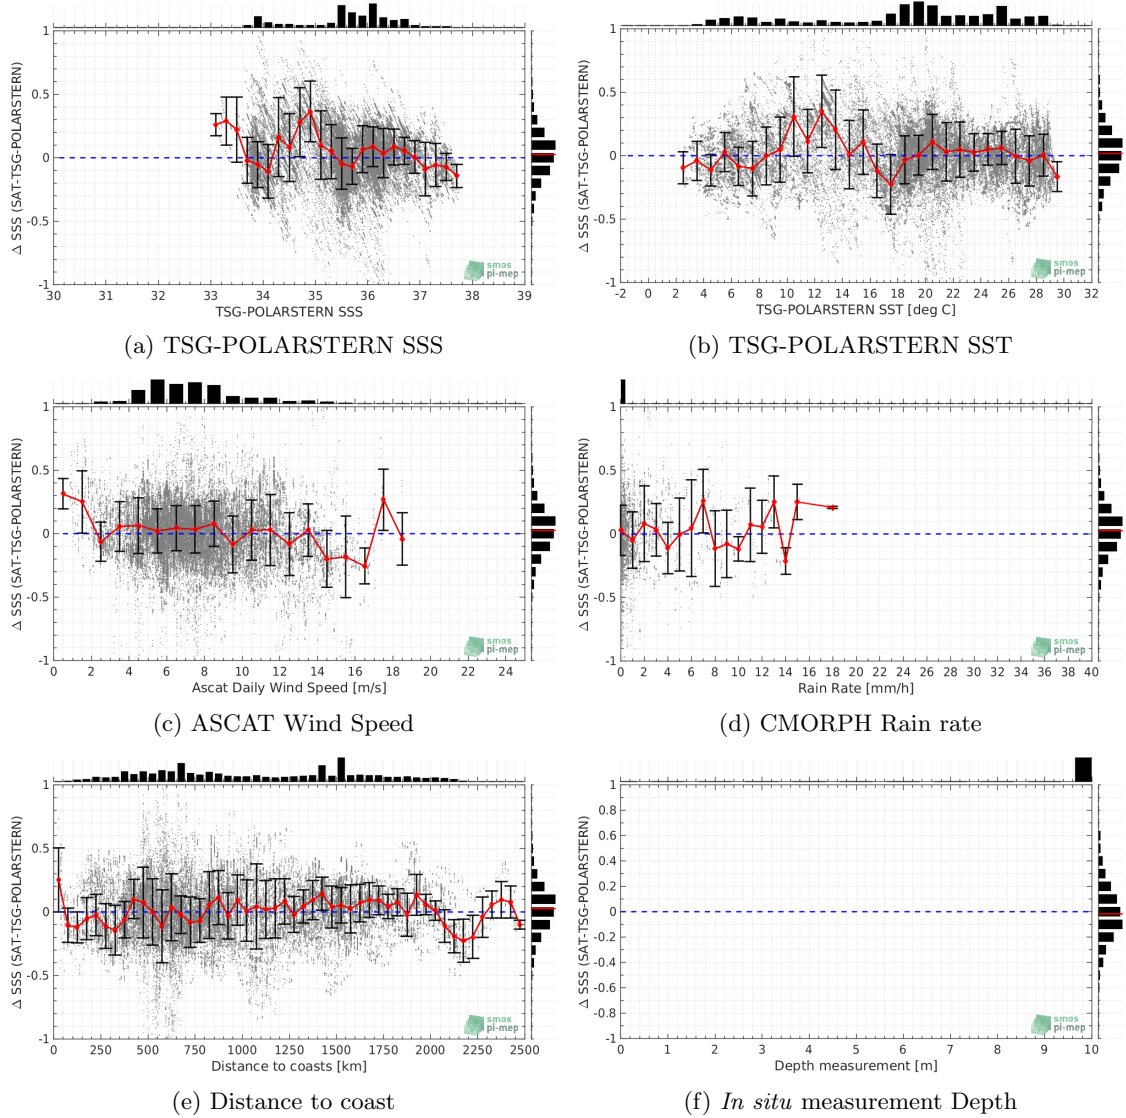 1
0.5
0
-0.5
-1
Δ SSS (SAT-TSG-POLARSTERN)
30 31 32 33 34 35 36 37 38 39
TSG-POLARSTERN SSS
smos
pi-mep
(a) TSG-POLARSTERN SSS
1
0.5
0
-0.5
-1
Δ SSS (SAT-TSG-POLARSTERN)
-2 0 2 4 6 8 10 12 14 16 18 20 22 24 26 28 30 32
TSG-POLARSTERN SST [deg C]
smos
pi-mep
(b) TSG-POLARSTERN SST
1
0.5
0
-0.5
-1
Δ SSS (SAT-TSG-POLARSTERN)
0 2 4 6 8 10 12 14 16 18 20 22 24
Ascat Daily Wind Speed [m/s]
smos
pi-mep
(c) ASCAT Wind Speed
1
0.5
0
-0.5
-1
Δ SSS (SAT-TSG-POLARSTERN)
0 2 4 6 8 10 12 14 16 18 20 22 24 26 28 30 32 34 36 38 40
Rain Rate [mm/h]
smos
pi-mep
(d) CMORPH Rain rate
1
0.5
0
-0.5
-1
Δ SSS (SAT-TSG-POLARSTERN)
0 250 500 750 1000 1250 1500 1750 2000 2250 2500
Distance to coasts [km]
smos
pi-mep
(e) Distance to coast
1
0.8
0.6
0.4
0.2
0
-0.2
-0.4
-0.6
-0.8
-1
Δ SSS (SAT-TSG-POLARSTERN)
0 1 2 3 4 5 6 7 8 9 10
Depth measurement [m]
smos
pi-mep
(f) In situ measurement Depth